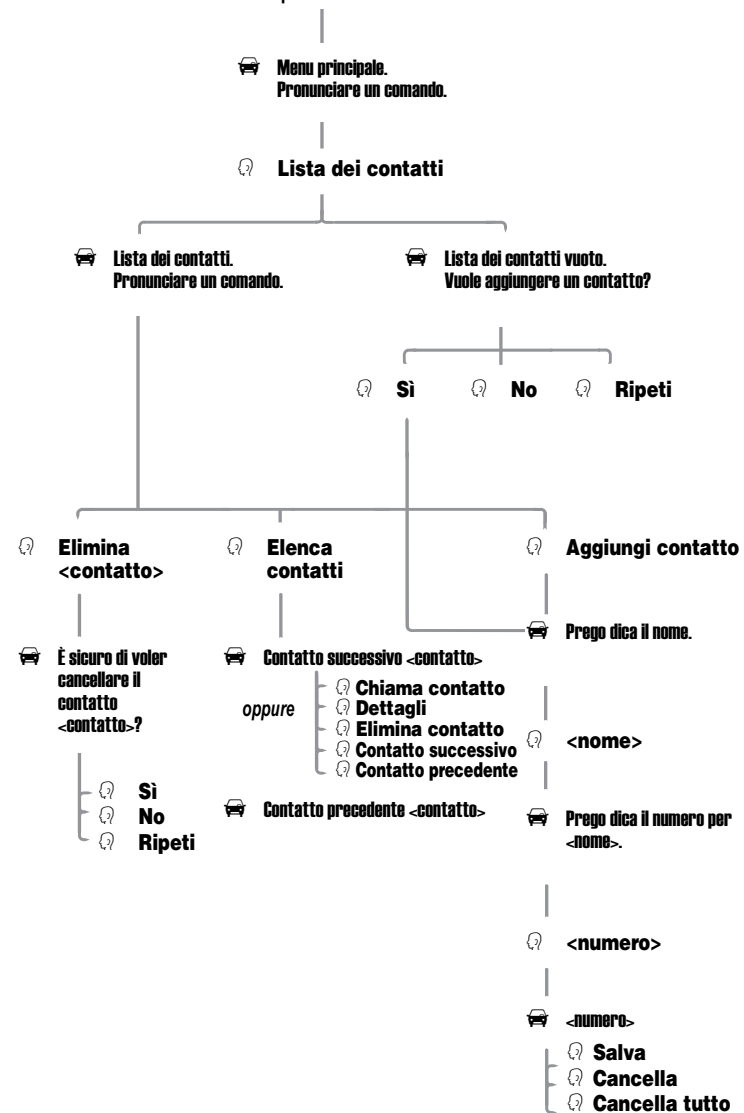 Menu principale.
Pronunciare un comando.
Lista dei contatti
Lista dei contatti.
Pronunciare un comando.
Lista dei contatti vuoto.
Vuole aggiungere un contatto?
Sì
No
Ripeti
Elimina
<contatto>
Elenca
contatti
Aggiungi contatto
Prego dica il nome.
È sicuro di voler
cancellare il
contatto
<contatto>?
Sì
No
Ripeti
Contatto successivo <contatto>
oppure
Chiama contatto
Dettagli
Elimina contatto
Contatto successivo
Contatto precedente
Contatto precedente <contatto>
<nome>
Prego dica il numero per
<nome>.
<numero>
<numero>
Salva
Cancella
Cancella tutto